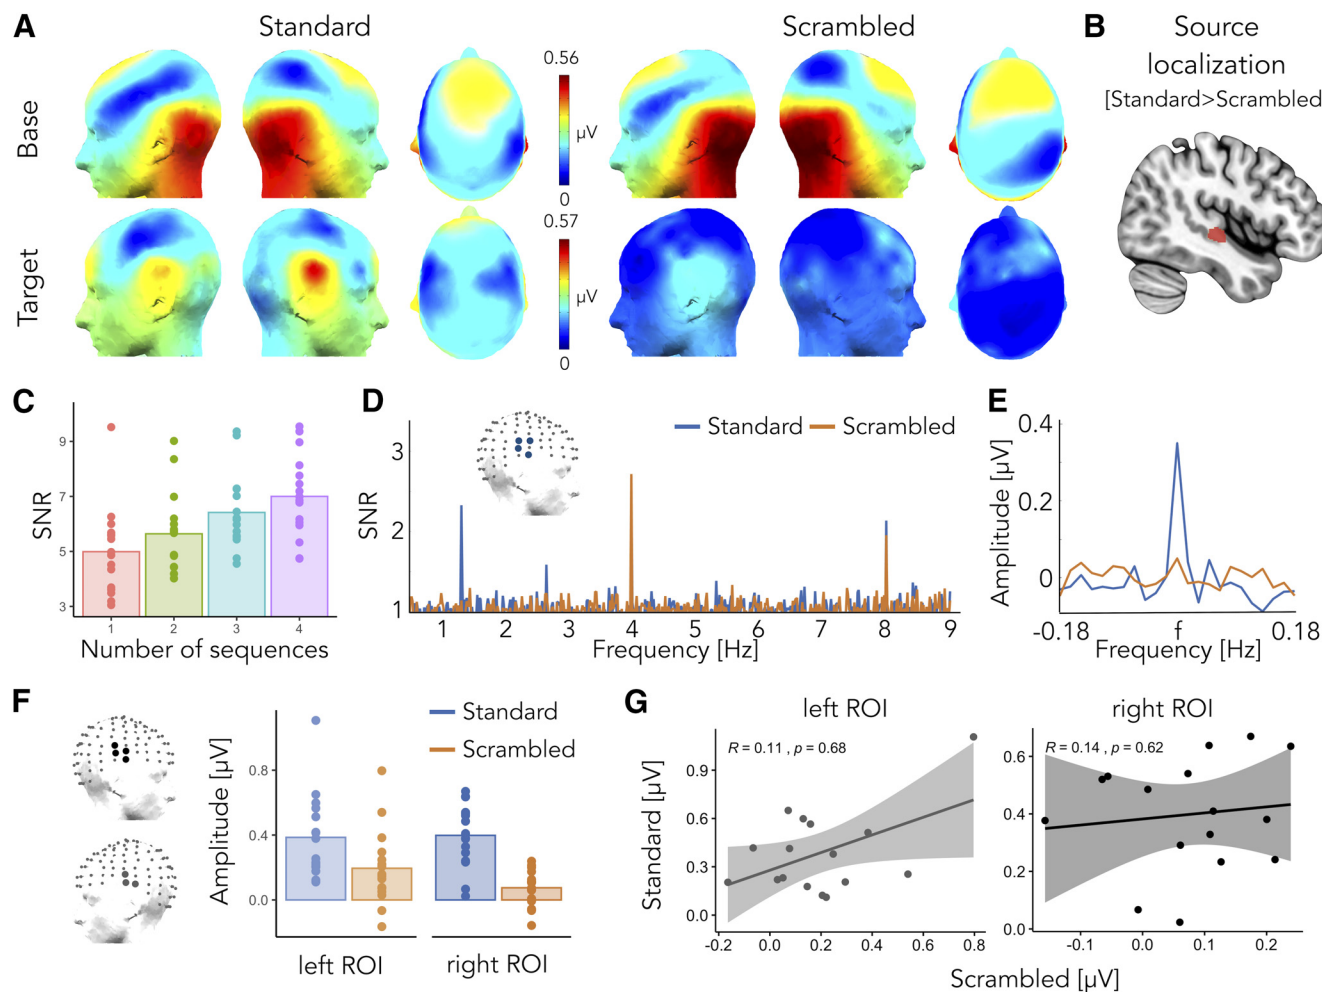 A
Standard
Scrambled
B
Source
localization
[Standard>Scrambled
Base
0.56
µV
0
Target
0.57
µV
0
C
SNR
9
7
5
3
1 2 3 4
Number of sequences
D
Standard Scrambled
SNR
3
2
1
1 2 3 4 5 6 7 8 9
Frequency [Hz]
E
Amplitude [µV]
0.4
0.2
0
-0.18 f 0.18
Frequency [Hz]
F
Standard
Scrambled
Amplitude [µV]
0.8
0.4
0.0
left ROI right ROI
G
left ROI
right ROI
R = 0.11 , p = 0.68
R = 0.14 , p = 0.62
Standard [µV]
0.9
0.6
0.3
0.0
-0.2 0.0 0.2 0.4 0.6 0.8
0.6
0.4
0.2
0.0
-0.1 0.0 0.1 0.2
Scrambled [µV]